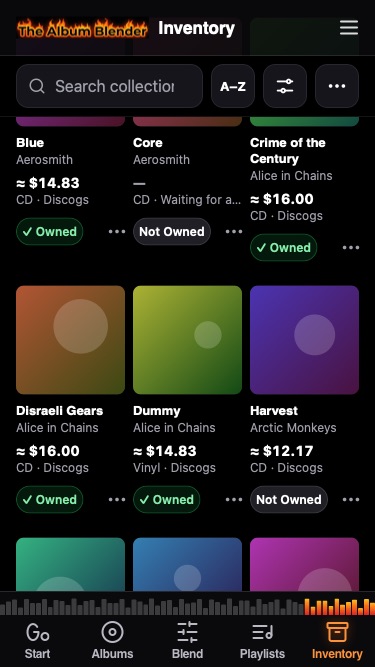 The Album Blender Inventory
Search collection
A–Z
Blue
Aerosmith
≈ $14.83
CD · Discogs
✓ Owned
Core
Aerosmith
—
CD · Waiting for a…
Not Owned
Crime of the
Century
Alice in Chains
≈ $16.00
CD · Discogs
✓ Owned
Disraeli Gears
Alice in Chains
≈ $16.00
CD · Discogs
✓ Owned
Dummy
Alice in Chains
≈ $14.83
Vinyl · Discogs
✓ Owned
Harvest
Arctic Monkeys
≈ $12.17
CD · Discogs
Not Owned
Start
Albums
Blend
Playlists
Inventory